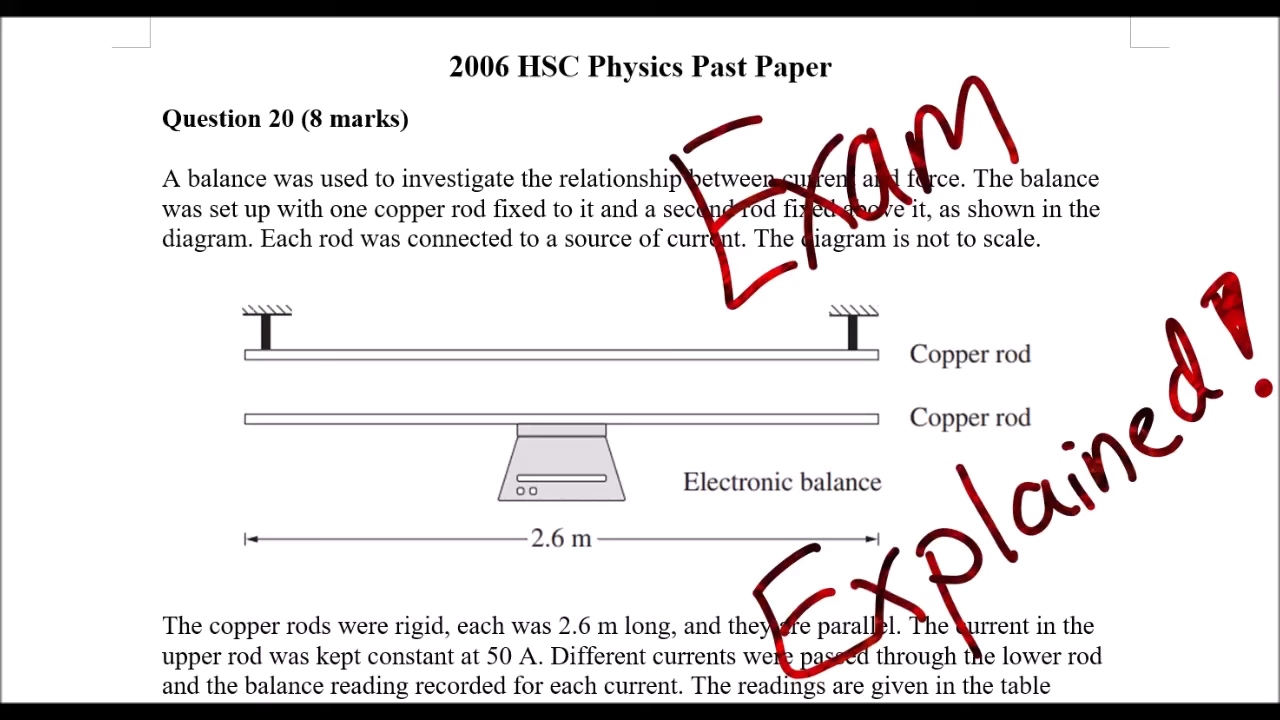 2006 HSC Physics Past Paper
Question 20 (8 marks)
A balance was used to investigate the relationship between current and force. The balance
was set up with one copper rod fixed to it and a second rod fixed above it, as shown in the
diagram. Each rod was connected to a source of current. The diagram is not to scale.
Exam
Copper rod
Copper rod
Electronic balance
2.6 m
Explained!
The copper rods were rigid, each was 2.6 m long, and they are parallel. The current in the
upper rod was kept constant at 50 A. Different currents were passed through the lower rod
and the balance reading recorded for each current. The readings are given in the table